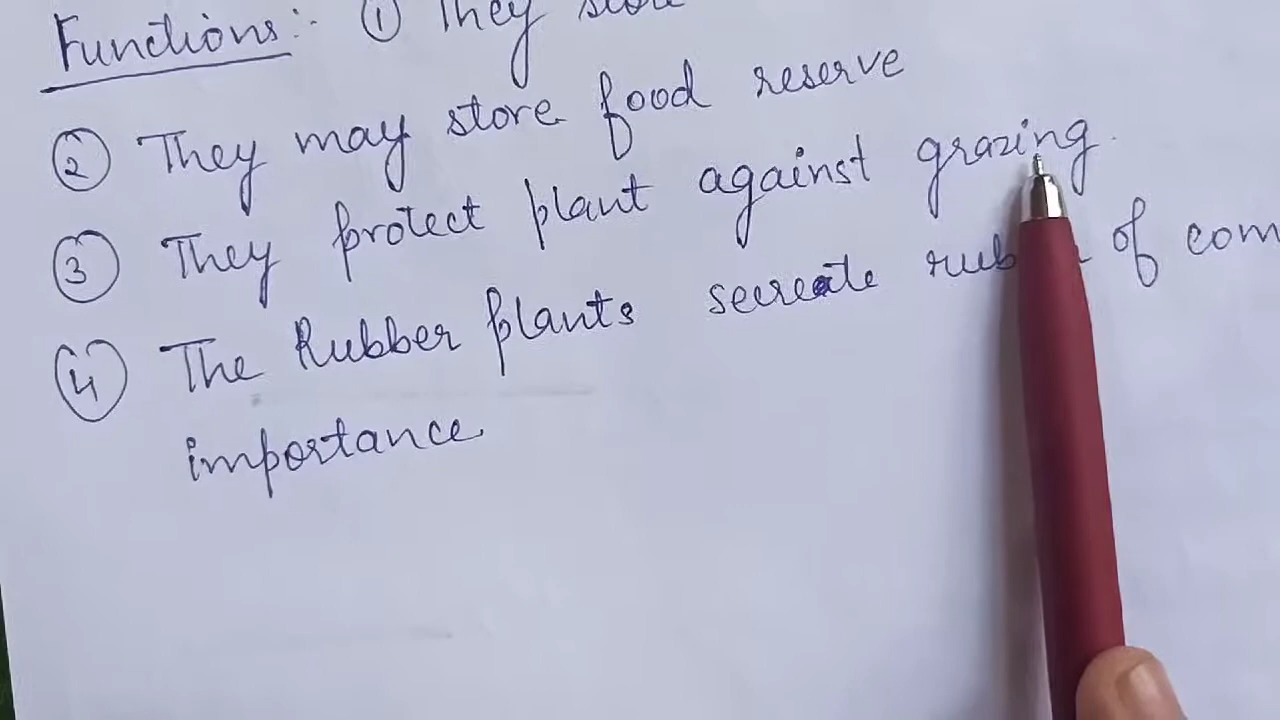 Functions:- ① They store
② They may store food reserve
③ They protect plant against grazing.
④ The Rubber plants secreate of com
importance